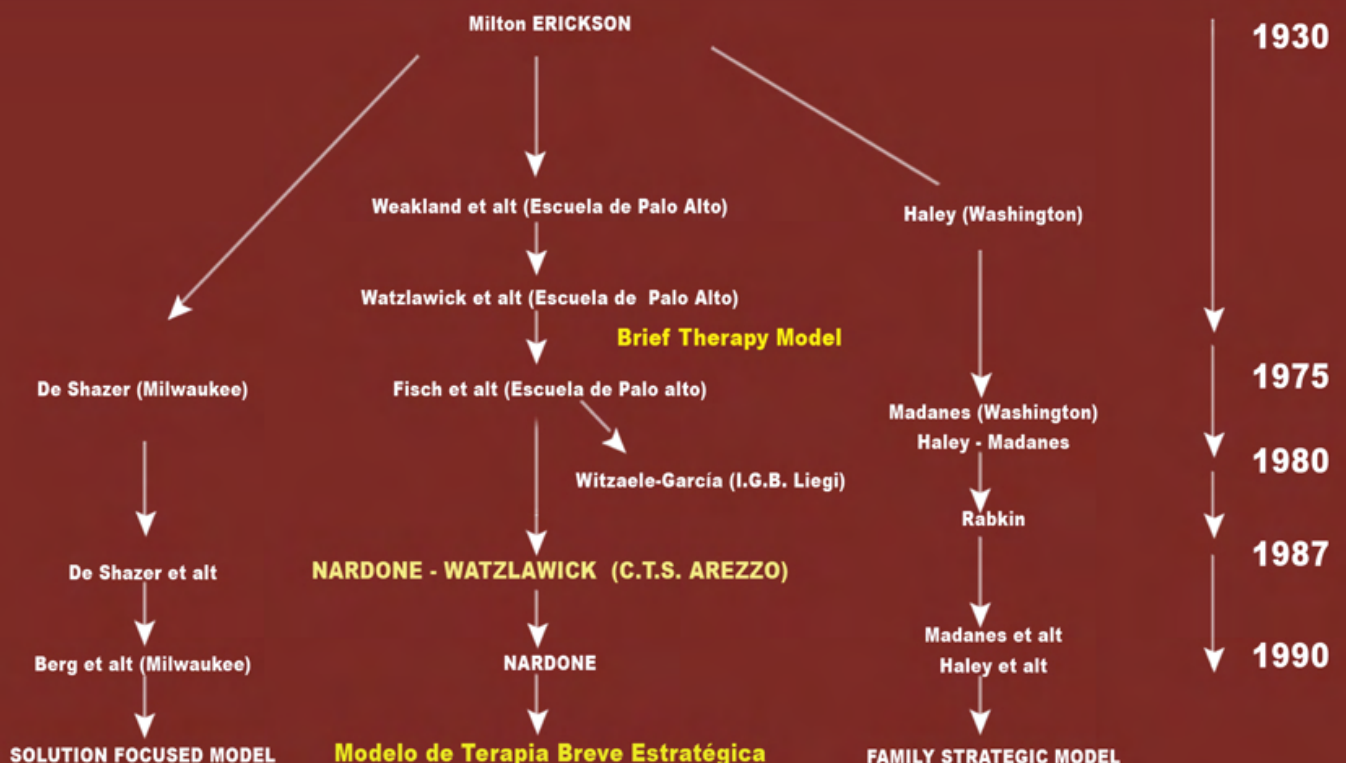 Milton ERICKSON
1930
Weakland et alt (Escuela de Palo Alto)
Haley (Washington)
Watzlawick et alt (Escuela de Palo Alto)
Brief Therapy Model
De Shazer (Milwaukee)
Fisch et alt (Escuela de Palo alto)
1975
Madanes (Washington)
Haley - Madanes
1980
Witzaele-García (I.G.B. Liegi)
Rabkin
1987
De Shazer et alt
NARDONE - WATZLAWICK (C.T.S. AREZZO)
Madanes et alt
Haley et alt
1990
Berg et alt (Milwaukee)
NARDONE
SOLUTION FOCUSED MODEL
Modelo de Terapia Breve Estratégica
FAMILY STRATEGIC MODEL